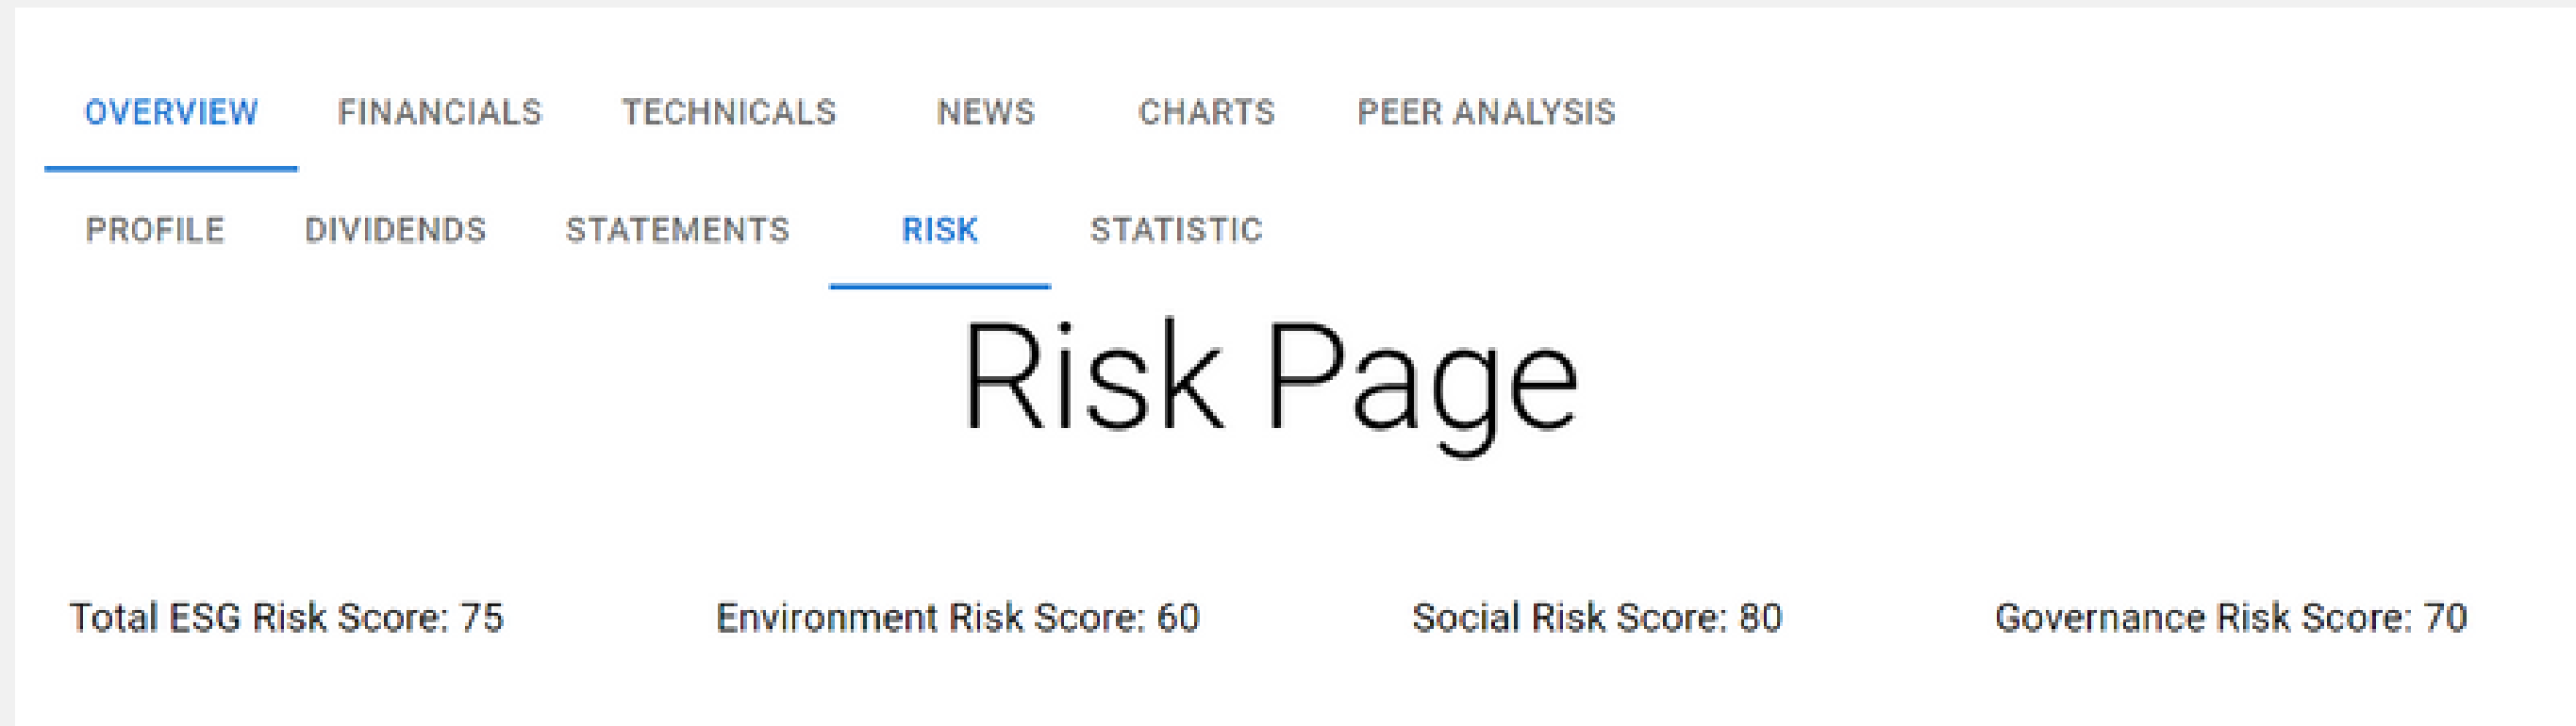 OVERVIEW FINANCIALS TECHNICALS NEWS CHARTS PEER ANALYSIS
PROFILE DIVIDENDS STATEMENTS RISK STATISTIC
Risk Page
Total ESG Risk Score: 75 Environment Risk Score: 60 Social Risk Score: 80 Governance Risk Score: 70